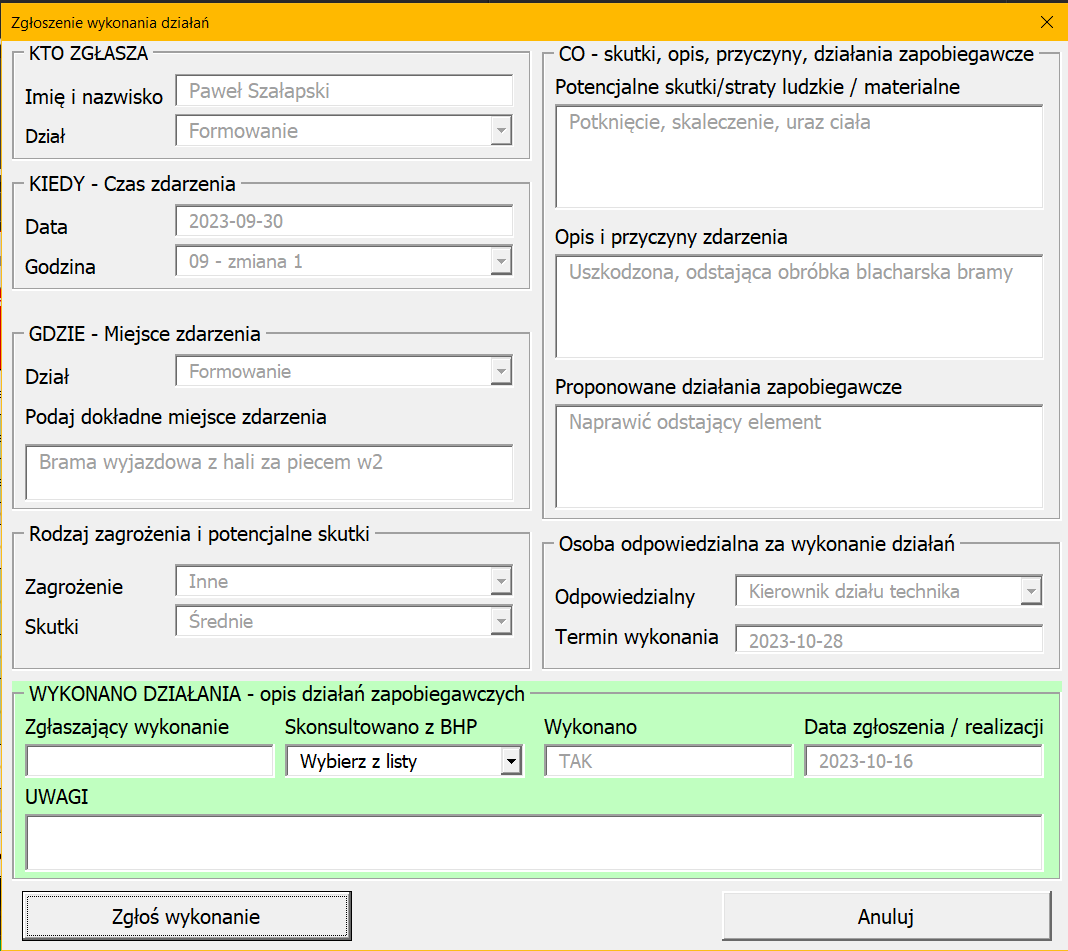 Zgłoszenie wykonania działań
KTO ZGŁASZA
Imię i nazwisko Paweł Szałapski
Dział Formowanie
KIEDY - Czas zdarzenia
Data 2023-09-30
Godzina 09 - zmiana 1
GDZIE - Miejsce zdarzenia
Dział Formowanie
Podaj dokładne miejsce zdarzenia
Brama wyjazdowa z hali za piecem w2
Rodzaj zagrożenia i potencjalne skutki
Zagrożenie Inne
Skutki Średnie
CO - skutki, opis, przyczyny, działania zapobiegawcze
Potencjalne skutki/straty ludzkie / materialne
Potknięcie, skaleczenie, uraz ciała
Opis i przyczyny zdarzenia
Uszkodzona, odstająca obróbka blacharska bramy
Proponowane działania zapobiegawcze
Naprawić odstający element
Osoba odpowiedzialna za wykonanie działań
Odpowiedzialny Kierownik działu technika
Termin wykonania 2023-10-28
WYKONANO DZIAŁANIA - opis działań zapobiegawczych
Zgłaszający wykonanie Skonsultowano z BHP Wykonano Data zgłoszenia / realizacji
Wybierz z listy TAK 2023-10-16
UWAGI
Zgłoś wykonanie Anuluj